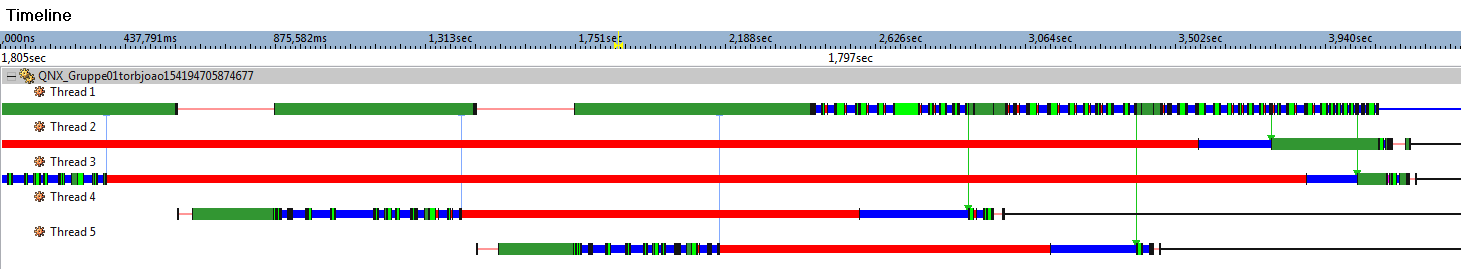 Timeline
,000ns 437,791ms 875,582ms 1,313sec 1,751sec 2,188sec 2,626sec 3,064sec 3,502sec 3,940sec
1,805sec 1,797sec
QNX_Gruppe01torbjoao154194705874677
Thread 1
Thread 2
Thread 3
Thread 4
Thread 5